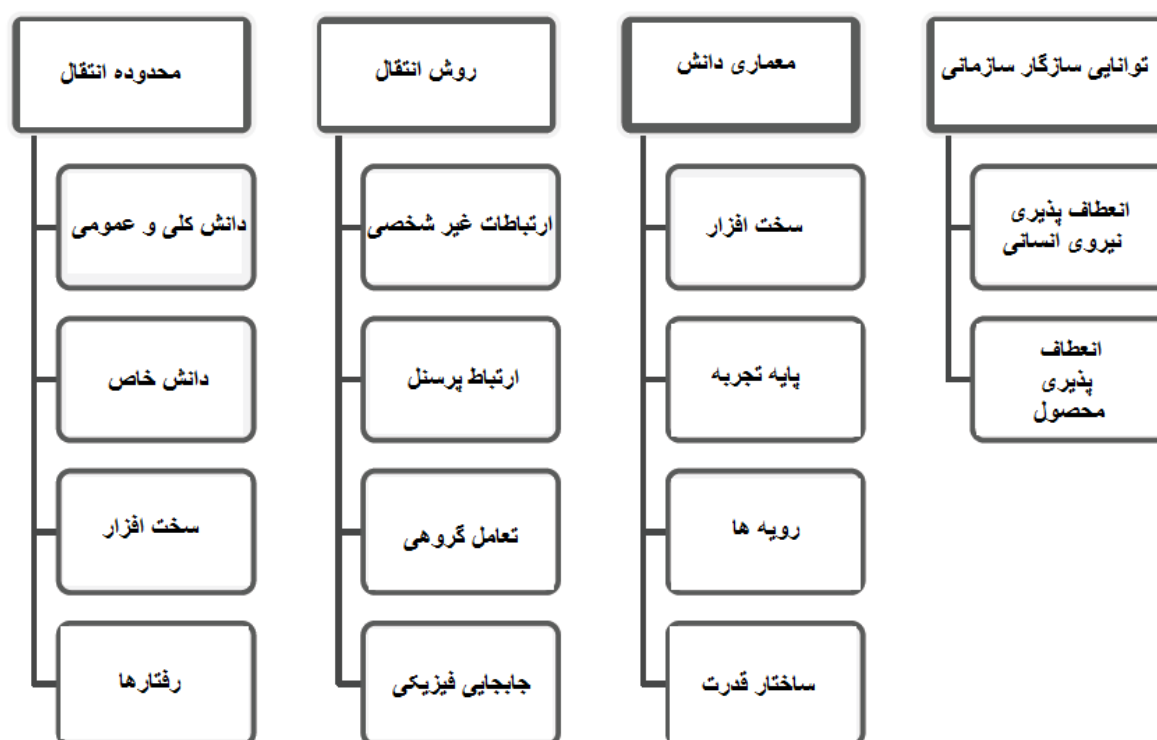 توانایی سازگار سازمانی
انعطاف پذیری
نیروی انسانی
انعطاف
پذیری
محصول
معماری دانش
سخت افزار
پایه تجربه
رویه ها
ساختار قدرت
روش انتقال
ارتباطات غیر شخصی
ارتباط پرسنل
تعامل گروهی
جابجایی فیزیکی
محدوده انتقال
دانش کلی و عمومی
دانش خاص
سخت افزار
رفتارها